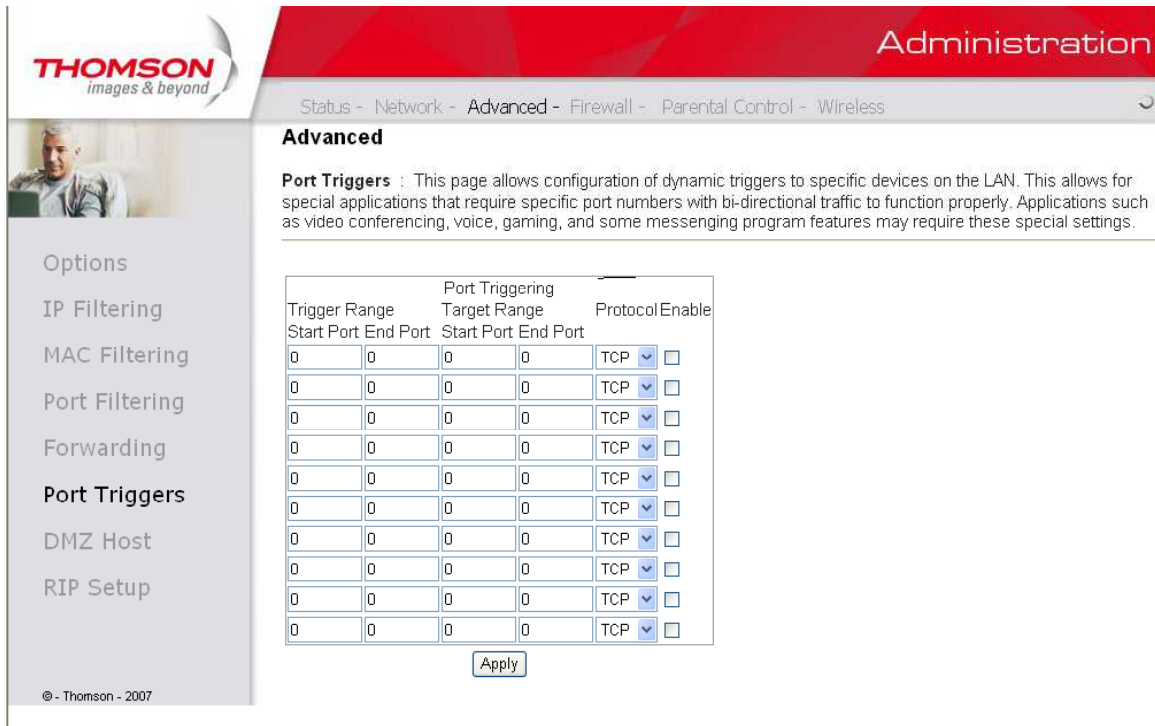 THOMSON
images & beyond
Administration
Status - Network - Advanced - Firewall - Parental Control - Wireless
Advanced
Port Triggers : This page allows configuration of dynamic triggers to specific devices on the LAN. This allows for
special applications that require specific port numbers with bi-directional traffic to function properly. Applications such
as video conferencing, voice, gaming, and some messenging program features may require these special settings.
Options
IP Filtering
MAC Filtering
Port Filtering
Forwarding
Port Triggers
DMZ Host
RIP Setup
© - Thomson - 2007
Port Triggering
Trigger Range Target Range Protocol Enable
Start Port End Port Start Port End Port
0 0 0 0 TCP
0 0 0 0 TCP
0 0 0 0 TCP
0 0 0 0 TCP
0 0 0 0 TCP
0 0 0 0 TCP
0 0 0 0 TCP
0 0 0 0 TCP
0 0 0 0 TCP
0 0 0 0 TCP
Apply